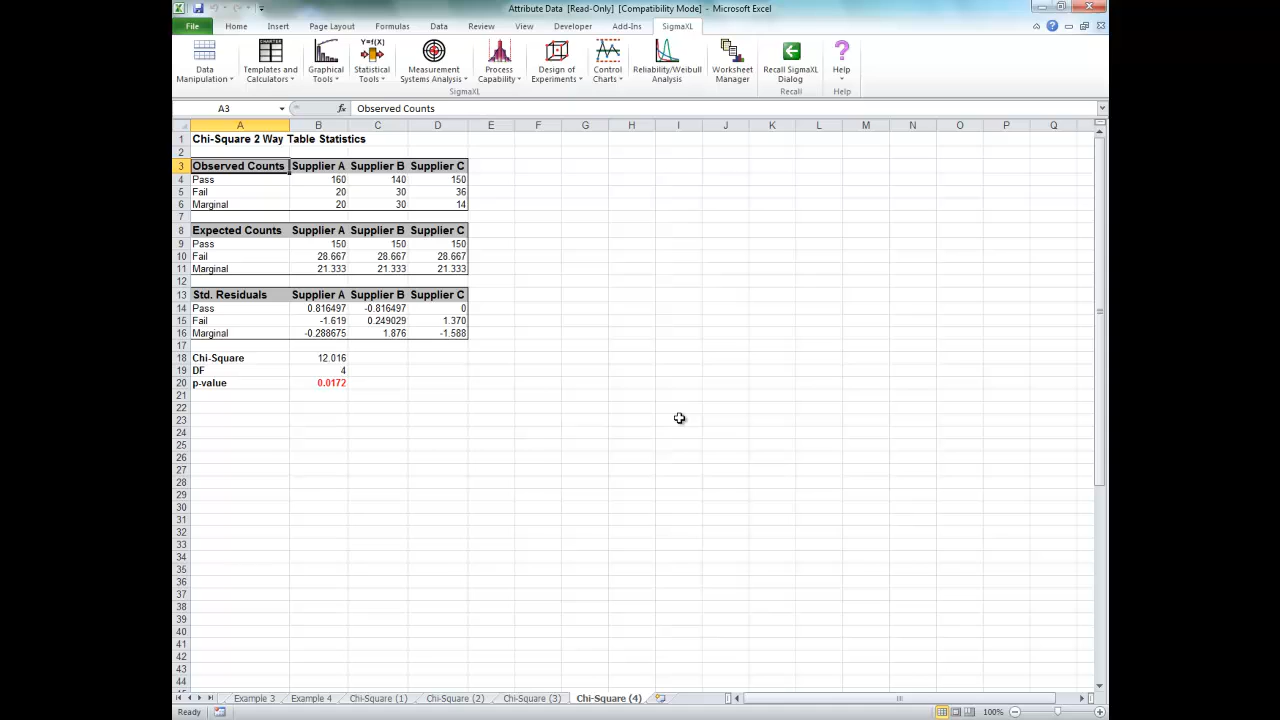 Attribute Data [Read-Only] [Compatibility Mode] - Microsoft Excel
File Home Insert Page Layout Formulas Data Review View Developer Add-Ins SigmaXL
Data Manipulation
Templates and Calculators
Graphical Tools
Statistical Tools
Measurement Systems Analysis
Process Capability
Design of Experiments
Control Charts
Reliability/Weibull Analysis
Worksheet Manager
Recall SigmaXL Dialog
Help
SigmaXL Recall Help
A3 fx Observed Counts
A B C D E F G H I J K L M N O P Q
1 Chi-Square 2 Way Table Statistics
2
3 Observed Counts Supplier A Supplier B Supplier C
4 Pass 160 140 150
5 Fail 20 30 36
6 Marginal 20 30 14
7
8 Expected Counts Supplier A Supplier B Supplier C
9 Pass 150 150 150
10 Fail 28.667 28.667 28.667
11 Marginal 21.333 21.333 21.333
12
13 Std. Residuals Supplier A Supplier B Supplier C
14 Pass 0.816497 -0.816497 0
15 Fail -1.619 0.249029 1.370
16 Marginal -0.288675 1.876 -1.588
17
18 Chi-Square 12.016
19 DF 4
20 p-value 0.0172
21
22
23
24
25
26
27
28
29
30
31
32
33
34
35
36
37
38
39
40
41
42
43
44
Example 3 Example 4 Chi-Square (1) Chi-Square (2) Chi-Square (3) Chi-Square (4)
Ready 100%